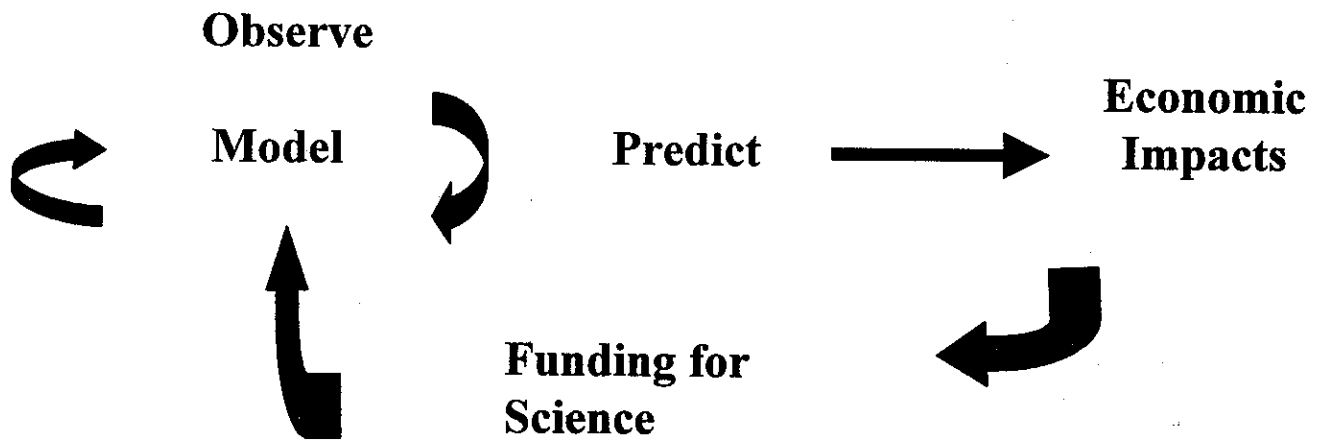 Observe
Model
Predict
Economic
Impacts
Funding for
Science